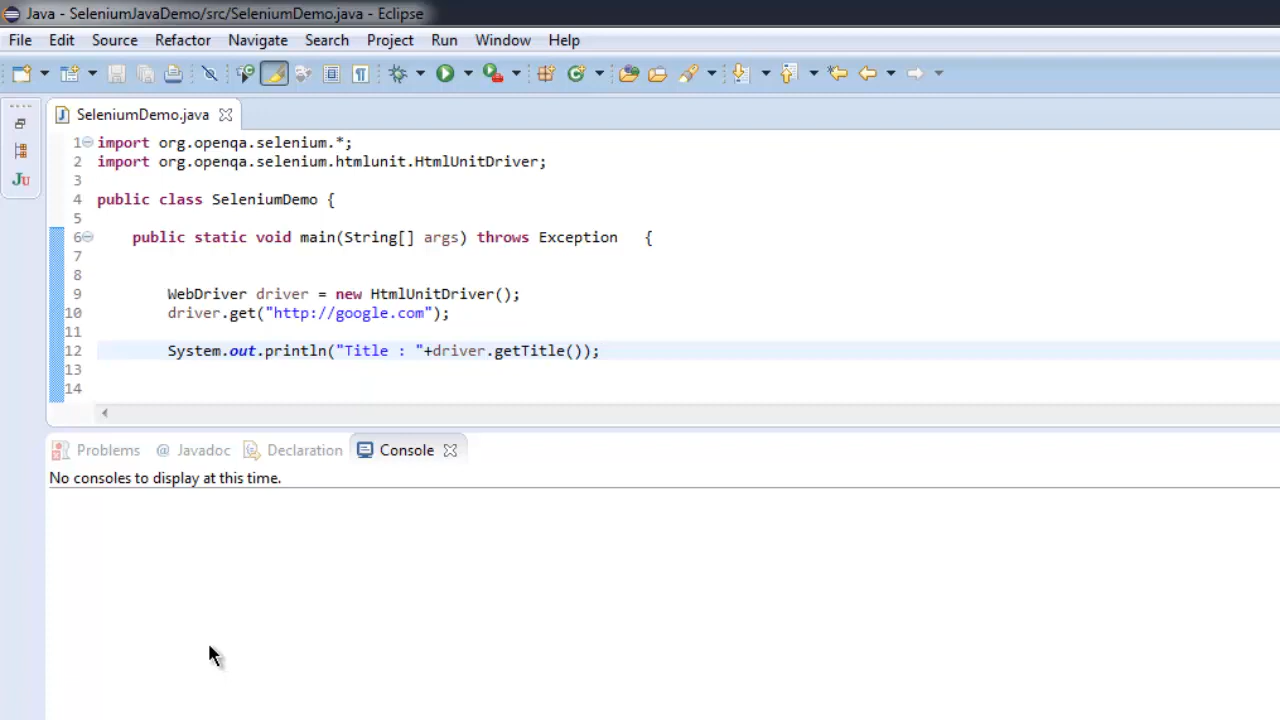 Java - SeleniumJavaDemo/src/SeleniumDemo.java - Eclipse
File Edit Source Refactor Navigate Search Project Run Window Help
SeleniumDemo.java
1 import org.openqa.selenium.*;
2 import org.openqa.selenium.htmlunit.HtmlUnitDriver;
3
4 public class SeleniumDemo {
5
6 public static void main(String[] args) throws Exception {
7
8
9 WebDriver driver = new HtmlUnitDriver();
10 driver.get("http://google.com");
11
12 System.out.println("Title : "+driver.getTitle());
13
14
Problems @ Javadoc Declaration Console
No consoles to display at this time.